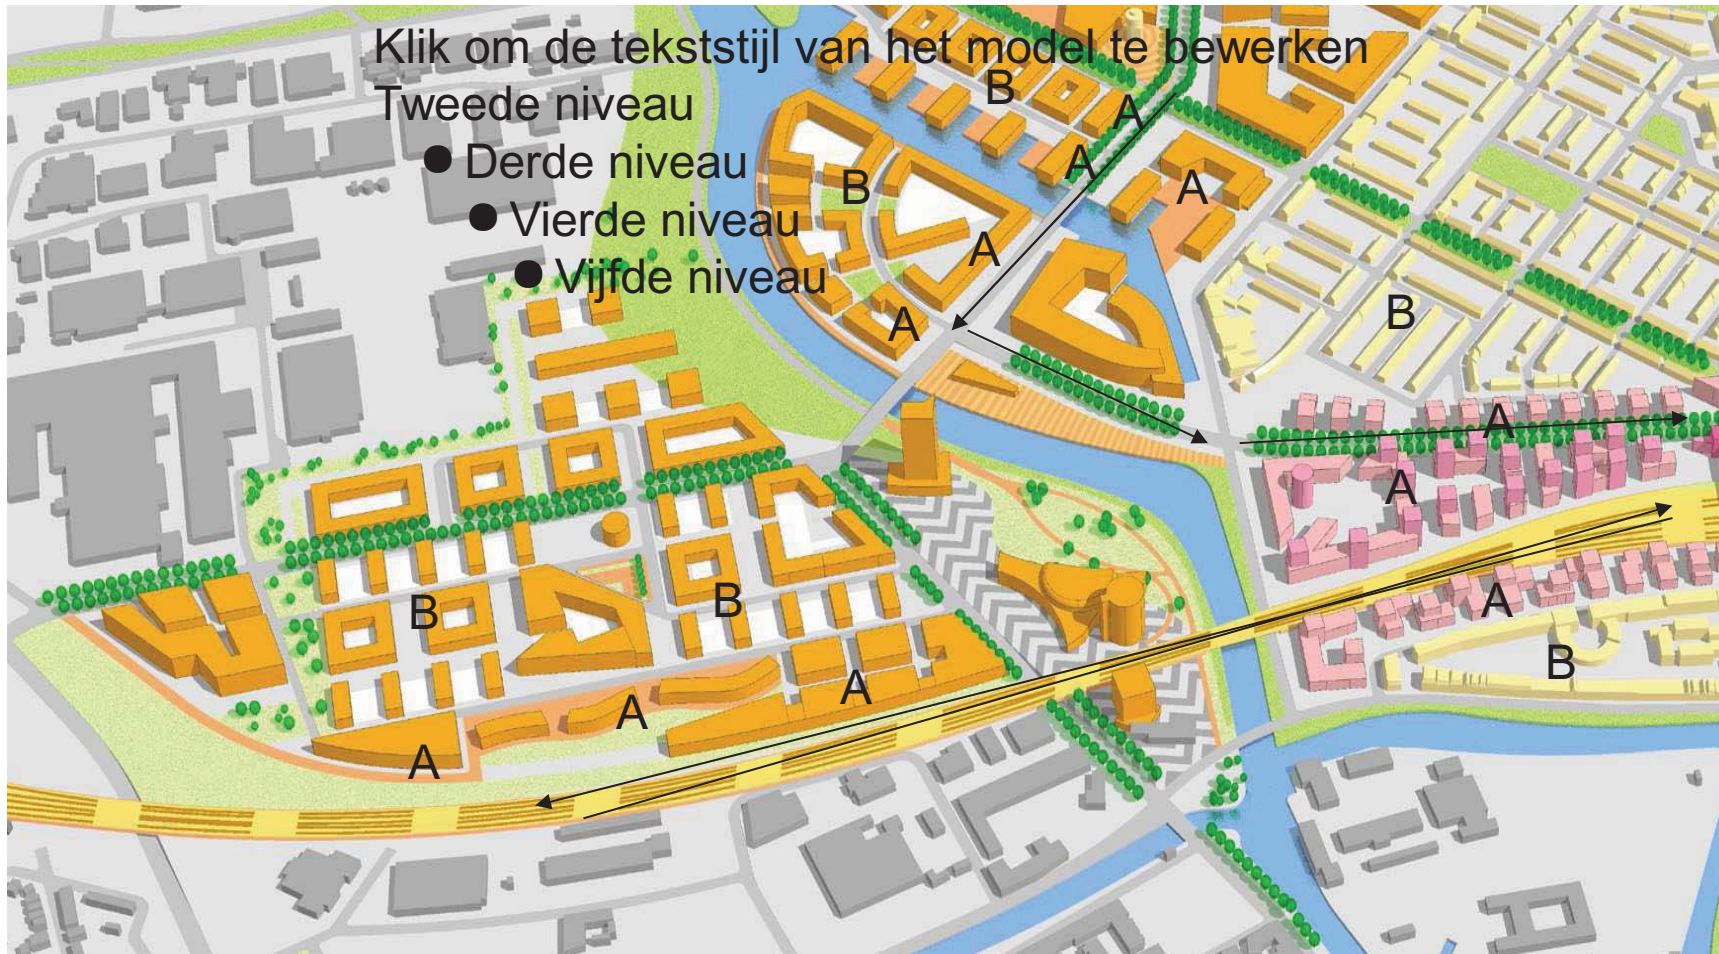 Klik om de tekststijl van het model te bewerken
Tweede niveau
● Derde niveau
● Vierde niveau
● Vijfde niveau
B
A
A
A
B
A
A
B
A
A
A
B
B
B
A
A
A